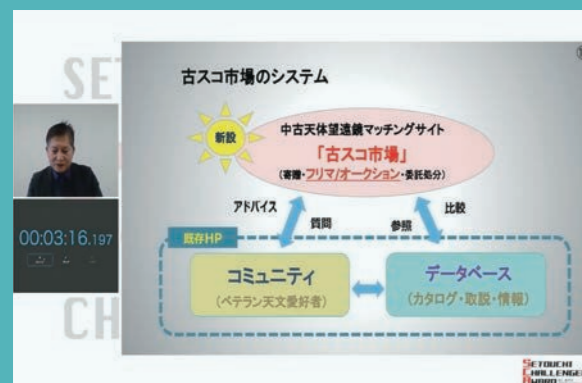 SE
CH
古スコ市場のシステム
新設
中古天体望遠鏡マッチングサイト
「古スコ市場」
(寄贈・フリマ/オークション・委託処分)
アドバイス
質問
参照
比較
既存HP
コミュニティ
(ベテラン天文愛好者)
データベース
(カタログ・取説・情報)
00:03:16.197
SETOUCHI
CHALLENGE
AWARD